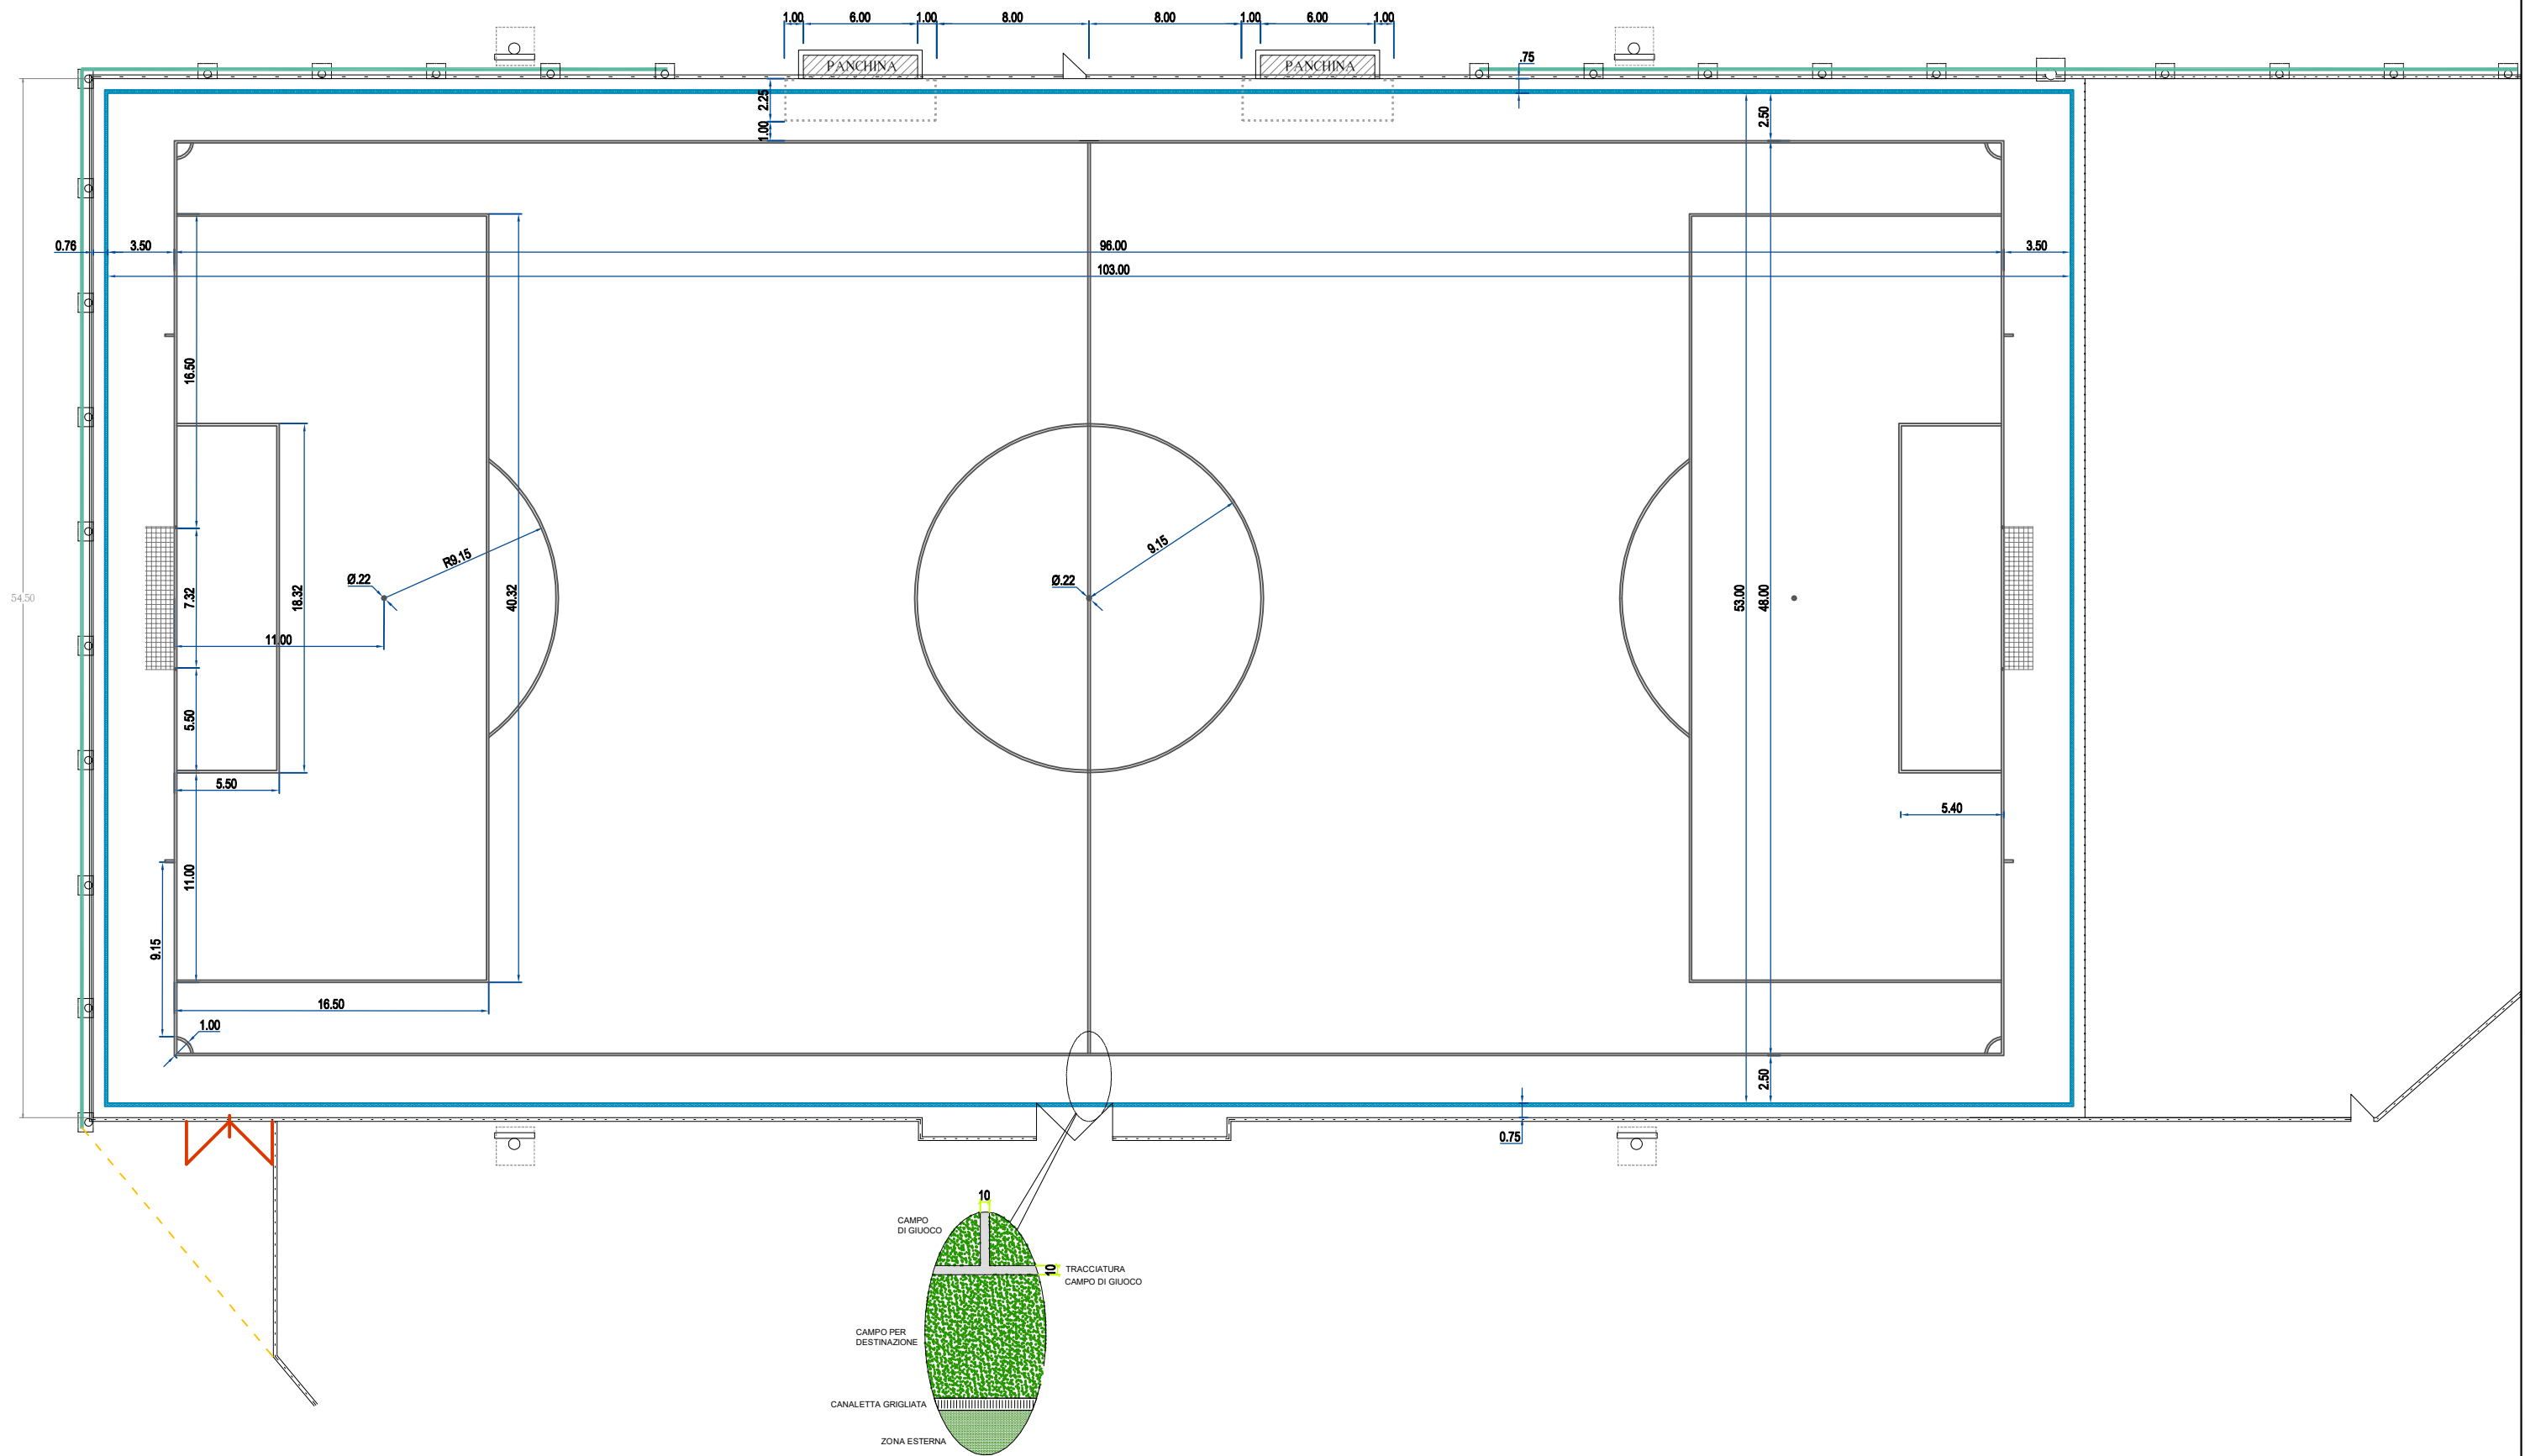 1.00 6.00 1.00 8.00 8.00 1.00 6.00 1.00
PANCHINA PANCHINA
.75
2.25
1.00
2.50
0.76 3.50 96.00 3.50
103.00
16.50
R9.15
9.15
Ø.22
Ø.22
54.50
7.32
18.32
40.32
53.00
48.00
11.00
5.50
5.50
5.40
11.00
9.15
16.50
1.00
2.50
0.75
10
CAMPO
DI GIUOCO
10
TRACCIATURA
CAMPO DI GIUOCO
CAMPO PER
DESTINAZIONE
CANALETTA GRIGLIATA
ZONA ESTERNA